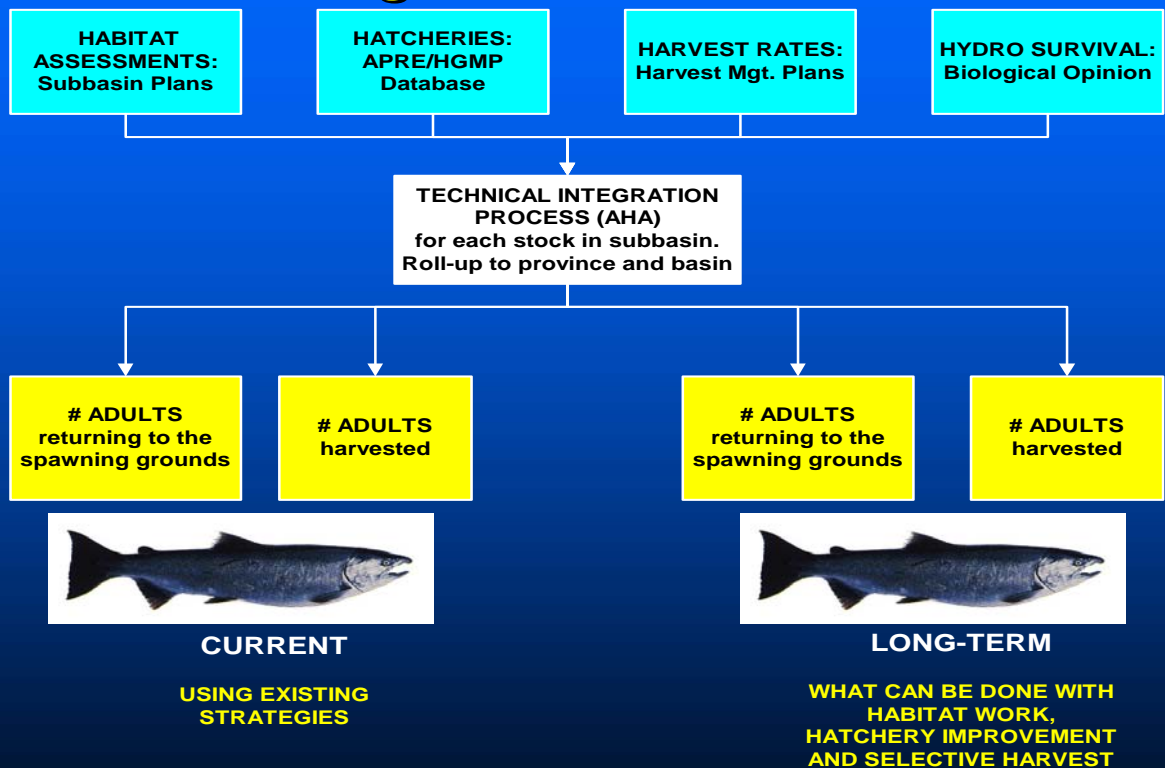 HABITAT
ASSESSMENTS:
Subbasin Plans
HATCHERIES:
APRE/HGMP
Database
HARVEST RATES:
Harvest Mgt. Plans
HYDRO SURVIVAL:
Biological Opinion
TECHNICAL INTEGRATION
PROCESS (AHA)
for each stock in subbasin.
Roll-up to province and basin
# ADULTS
returning to the
spawning grounds
# ADULTS
harvested
# ADULTS
returning to the
spawning grounds
# ADULTS
harvested
CURRENT
USING EXISTING
STRATEGIES
LONG-TERM
WHAT CAN BE DONE WITH
HABITAT WORK,
HATCHERY IMPROVEMENT
AND SELECTIVE HARVEST